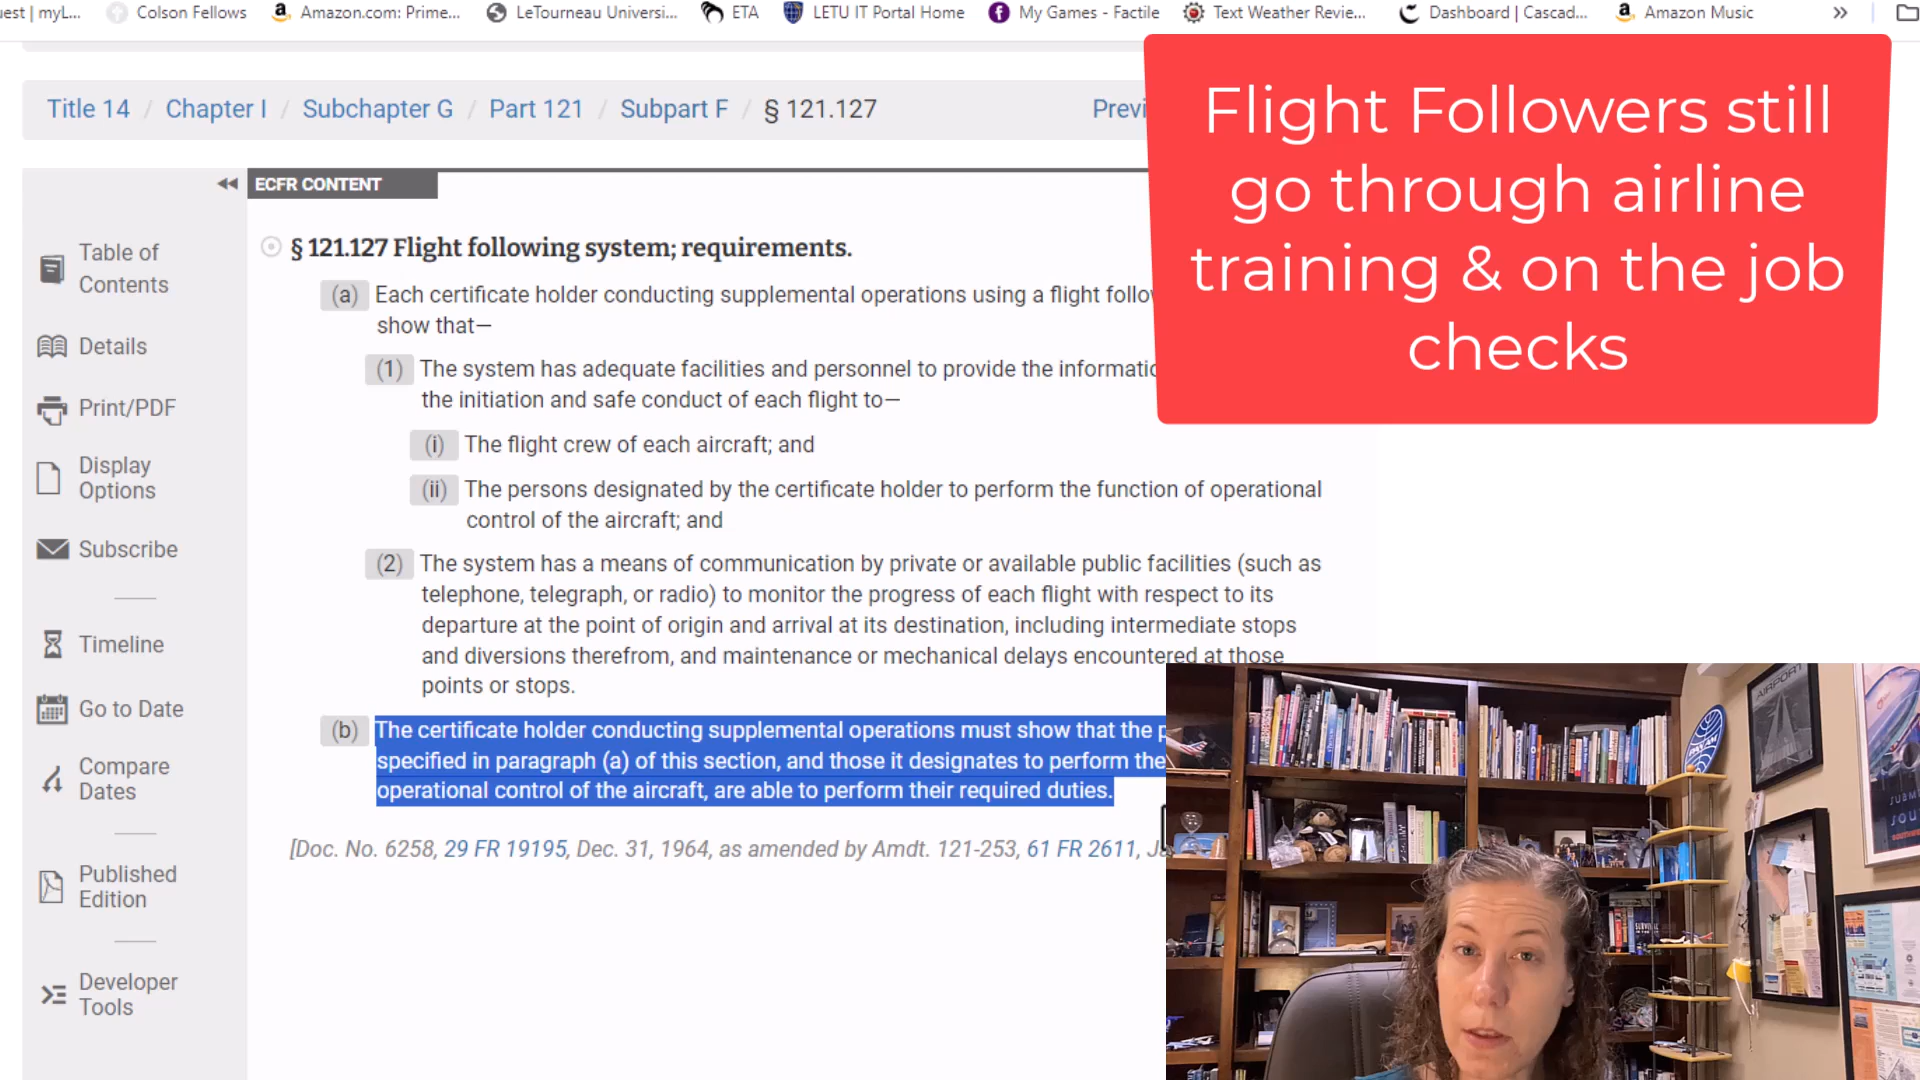 uest | myL...
Colson Fellows
Amazon.com: Prime...
LeTourneau Universi...
ETA
LETU IT Portal Home
My Games - Factile
Text Weather Revie...
Dashboard | Cascad...
Amazon Music
»
Title 14 / Chapter I / Subchapter G / Part 121 / Subpart F / § 121.127
Previ
Flight Followers still
go through airline
training & on the job
checks
ECFR CONTENT
Table of
Contents
Details
Print/PDF
Display
Options
Subscribe
Timeline
Go to Date
Compare
Dates
Published
Edition
Developer
Tools
§ 121.127 Flight following system; requirements.
(a) Each certificate holder conducting supplemental operations using a flight follo
show that—
(1) The system has adequate facilities and personnel to provide the informatio
the initiation and safe conduct of each flight to—
(i) The flight crew of each aircraft; and
(ii) The persons designated by the certificate holder to perform the function of operational
control of the aircraft; and
(2) The system has a means of communication by private or available public facilities (such as
telephone, telegraph, or radio) to monitor the progress of each flight with respect to its
departure at the point of origin and arrival at its destination, including intermediate stops
and diversions therefrom, and maintenance or mechanical delays encountered at those
points or stops.
(b) The certificate holder conducting supplemental operations must show that the p
specified in paragraph (a) of this section, and those it designates to perform the
operational control of the aircraft, are able to perform their required duties.
[Doc. No. 6258, 29 FR 19195, Dec. 31, 1964, as amended by Amdt. 121-253, 61 FR 2611, J
AIRPORT
PAN AM